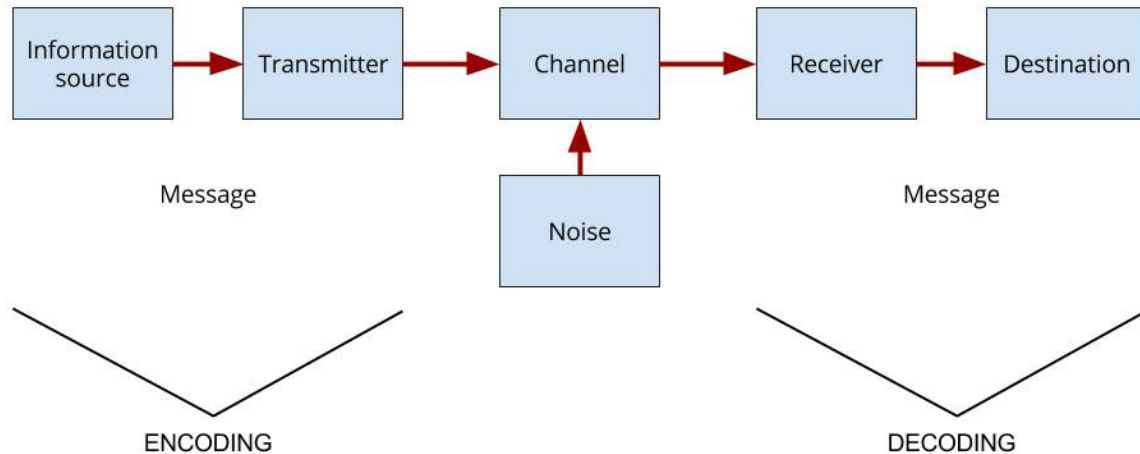 Information
source
Transmitter
Channel
Receiver
Destination
Message
Message
Noise
ENCODING
DECODING